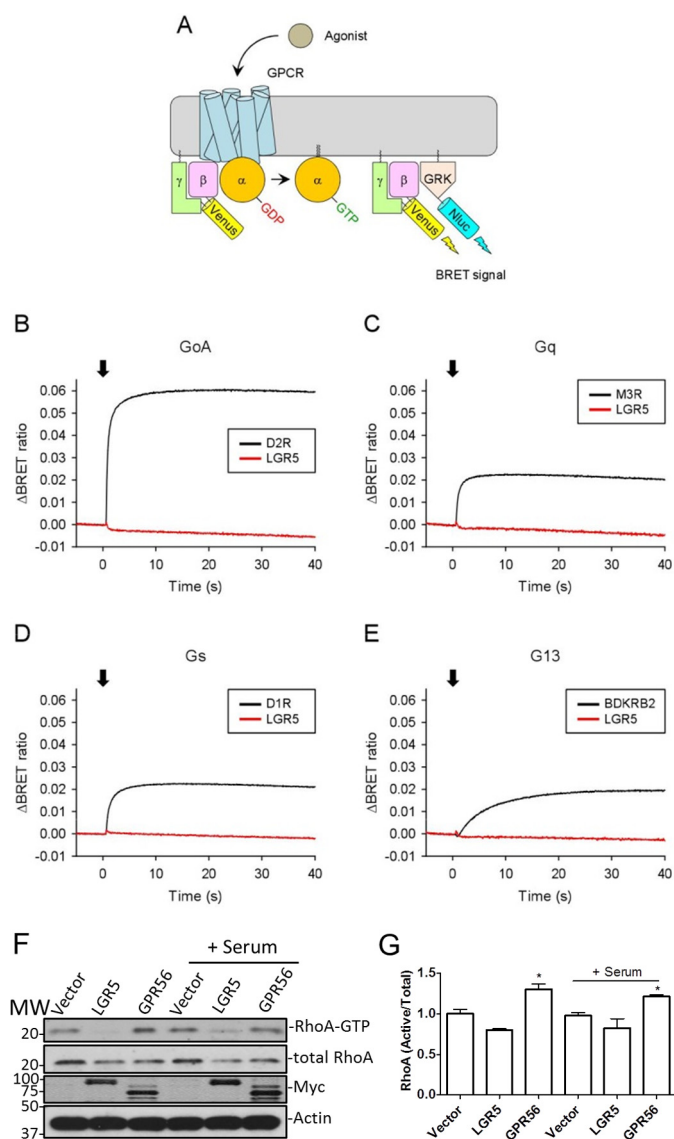 A
Agonist
GPCR
γ
β
α
α
γ
β
GRK
Venus
GDP
GTP
Venus
Nluc
BRET signal
B
GoA
0.06
0.05
0.04
0.03
0.02
0.01
0.00
-0.01
ΔBRET ratio
D2R
LGR5
0 10 20 30 40
Time (s)
C
Gq
0.06
0.05
0.04
0.03
0.02
0.01
0.00
-0.01
ΔBRET ratio
M3R
LGR5
0 10 20 30 40
Time (s)
D
Gs
0.06
0.05
0.04
0.03
0.02
0.01
0.00
-0.01
ΔBRET ratio
D1R
LGR5
0 10 20 30 40
Time (s)
E
G13
0.06
0.05
0.04
0.03
0.02
0.01
0.00
-0.01
ΔBRET ratio
BDKRB2
LGR5
0 10 20 30 40
Time (s)
F
+ Serum
MW Vector LGR5 GPR56 Vector LGR5 GPR56
20 -RhoA-GTP
20 -total RhoA
100
75 -Myc
50
37 -Actin
G
RhoA (Active/Total)
1.5
1.0
0.5
0.0
*
+ Serum
*
Vector LGR5 GPR56 Vector LGR5 GPR56